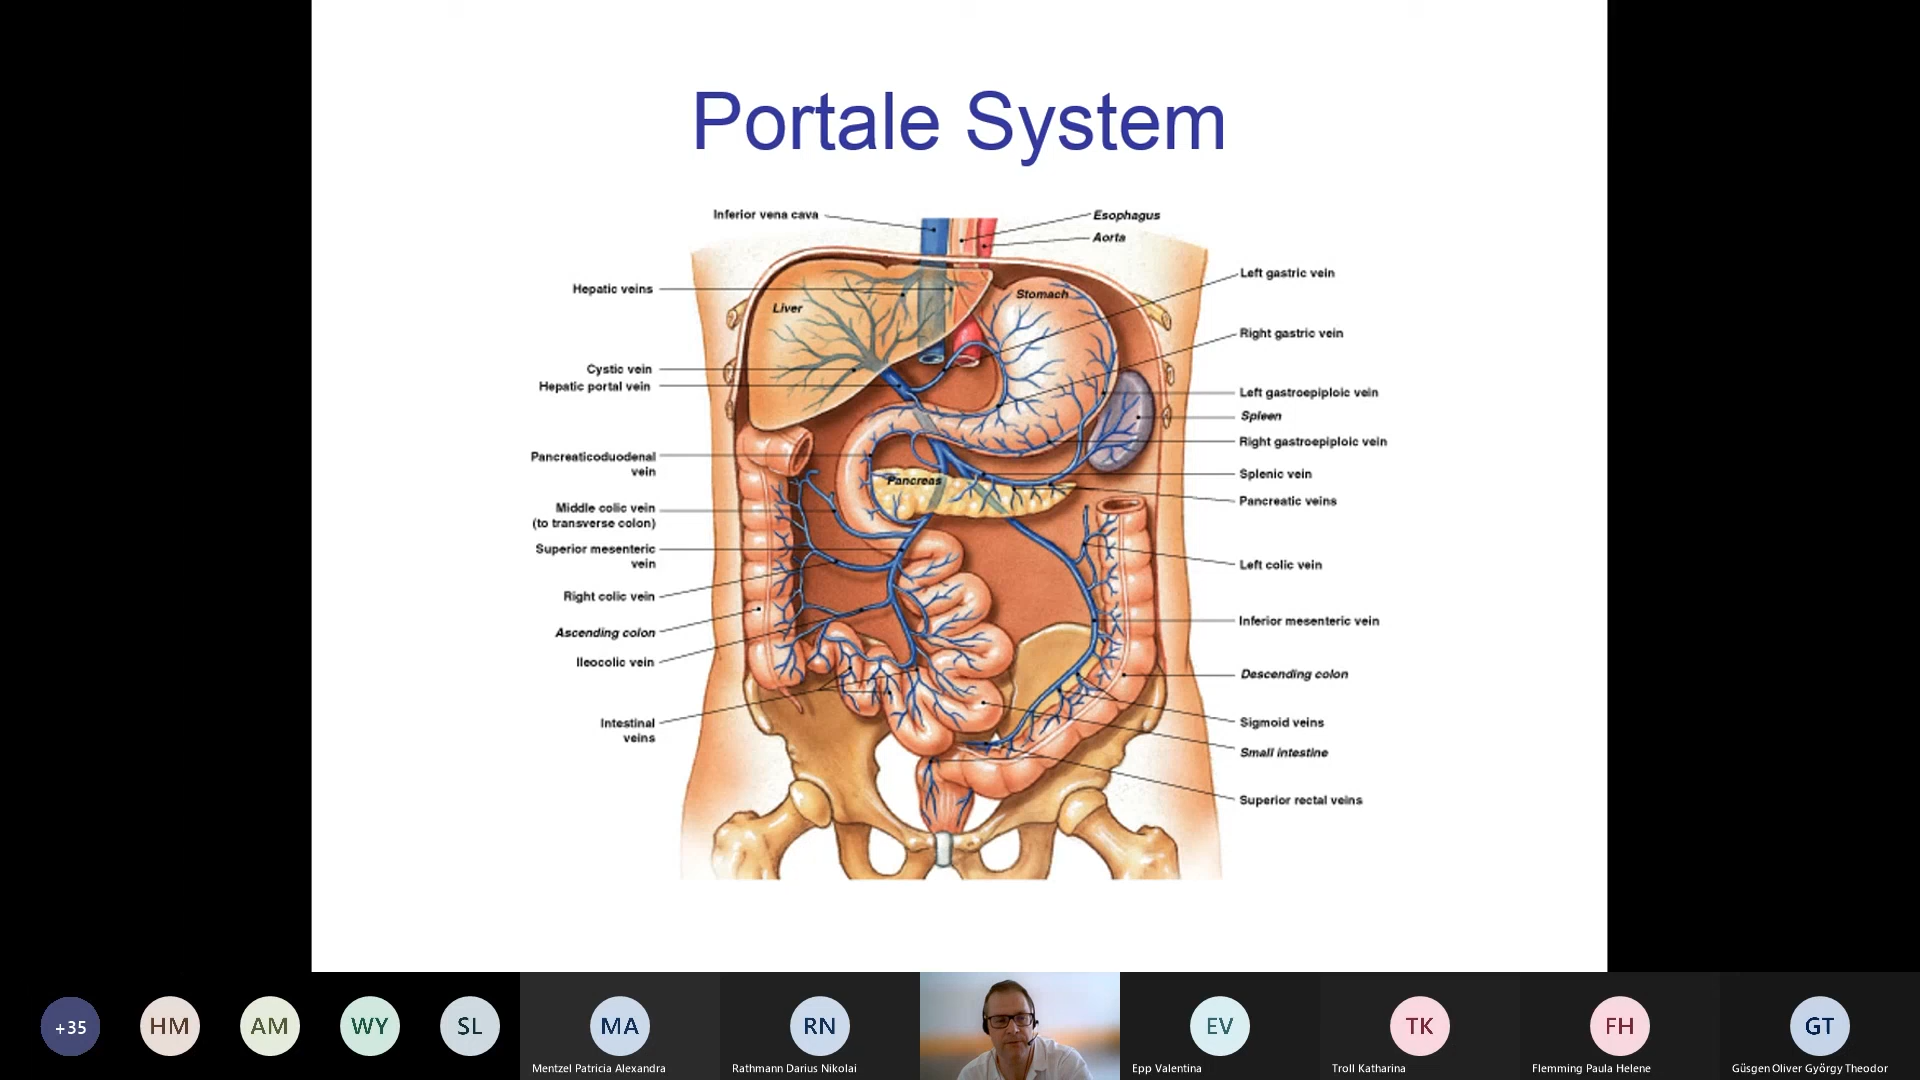 Portale System
Inferior vena cava
Esophagus
Aorta
Hepatic veins
Liver
Stomach
Left gastric vein
Right gastric vein
Cystic vein
Hepatic portal vein
Left gastroepiploic vein
Spleen
Right gastroepiploic vein
Pancreaticoduodenal
vein
Pancreas
Splenic vein
Pancreatic veins
Middle colic vein
(to transverse colon)
Superior mesenteric
vein
Left colic vein
Right colic vein
Inferior mesenteric vein
Ascending colon
Ileocolic vein
Descending colon
Intestinal
veins
Sigmoid veins
Small intestine
Superior rectal veins
+35
HM
AM
WY
SL
MA
Mentzel Patricia Alexandra
RN
Rathmann Darius Nikolai
EV
Epp Valentina
TK
Troll Katharina
FH
Flemming Paula Helene
GT
Güsgen Oliver György Theodor